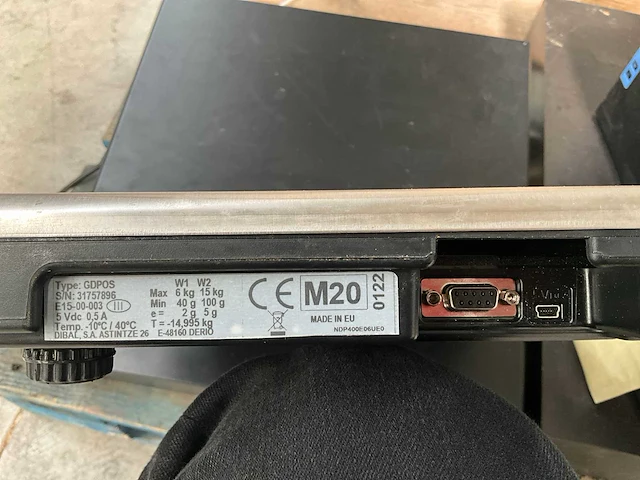 Type: GDPOS
S/N: 31757896
E15-00-003 III
5 Vdc 0,5 A
Temp. -10°C / 40°C
DIBAL, S.A. ASTINTZE 26 E-48160 DERIO
W1 W2
Max 6 kg 15 kg
Min 40 g 100 g
e = 2 g 5 g
T = -14,995 kg
CE M20 0122
MADE IN EU
NDP400E06UE0